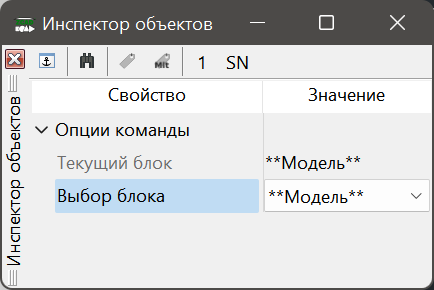 Инспектор объектов
1 SN
Инспектор объектов
Свойство Значение
Опции команды
Текущий блок **Модель**
Выбор блока **Модель**